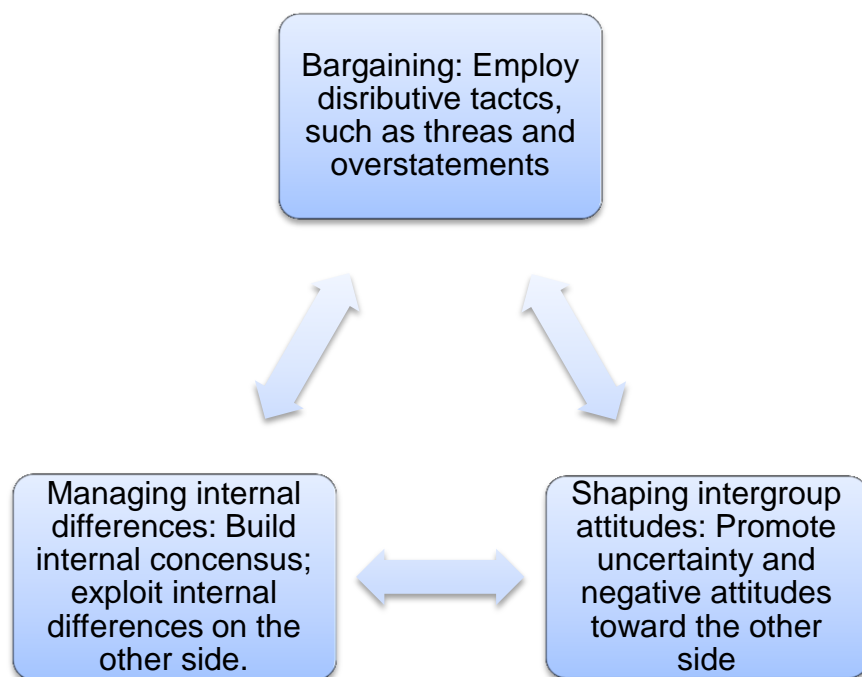 Bargaining: Employ
disributive tactcs,
such as threas and
overstatements
Managing internal
differences: Build
internal concensus;
exploit internal
differences on the
other side.
Shaping intergroup
attitudes: Promote
uncertainty and
negative attitudes
toward the other
side